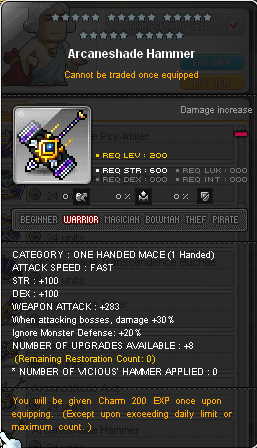 Arcaneshade Hammer
Cannot be traded once equipped
Damage increase
REQ LEV : 200
REQ STR : 600 REQ LUK : 000
REQ DEX : 000 REQ INT : 000
0 0 % 0 %
BEGINNER WARRIOR MAGICIAN BOWMAN THIEF PIRATE
CATEGORY : ONE HANDED MACE (1 Handed)
ATTACK SPEED : FAST
STR : +100
DEX : +100
WEAPON ATTACK : +283
When attacking bosses, damage +30%
Ignore Monster Defense: +20%
NUMBER OF UPGRADES AVAILABLE : +8
(Remaining Restoration Count: 0)
* NUMBER OF VICIOUS' HAMMER APPLIED : 0
You will be given Charm 200 EXP once upon
equipping. (Except upon exceeding daily limit or
maximum count. )